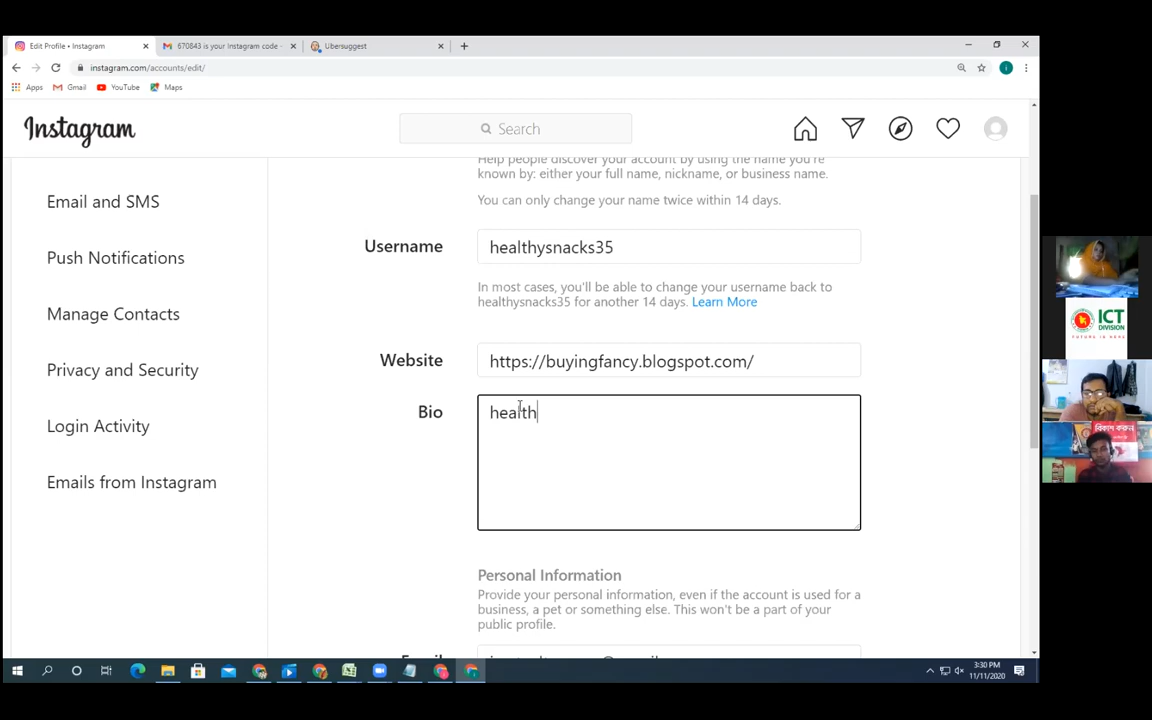 Edit Profile • Instagram
670843 is your Instagram code -
Ubersuggest
instagram.com/accounts/edit/
Apps
Gmail
YouTube
Maps
Instagram
Search
Help people discover your account by using the name you're
known by: either your full name, nickname, or business name.
You can only change your name twice within 14 days.
Email and SMS
Push Notifications
Manage Contacts
Privacy and Security
Login Activity
Emails from Instagram
Username
healthysnacks35
In most cases, you'll be able to change your username back to
healthysnacks35 for another 14 days. Learn More
Website
https://buyingfancy.blogspot.com/
Bio
health
Personal Information
Provide your personal information, even if the account is used for a
business, a pet or something else. This won't be a part of your
public profile.
ICT
DIVISION
FUTURE IS HERE
বিকাশ করুন
3:30 PM
11/11/2020